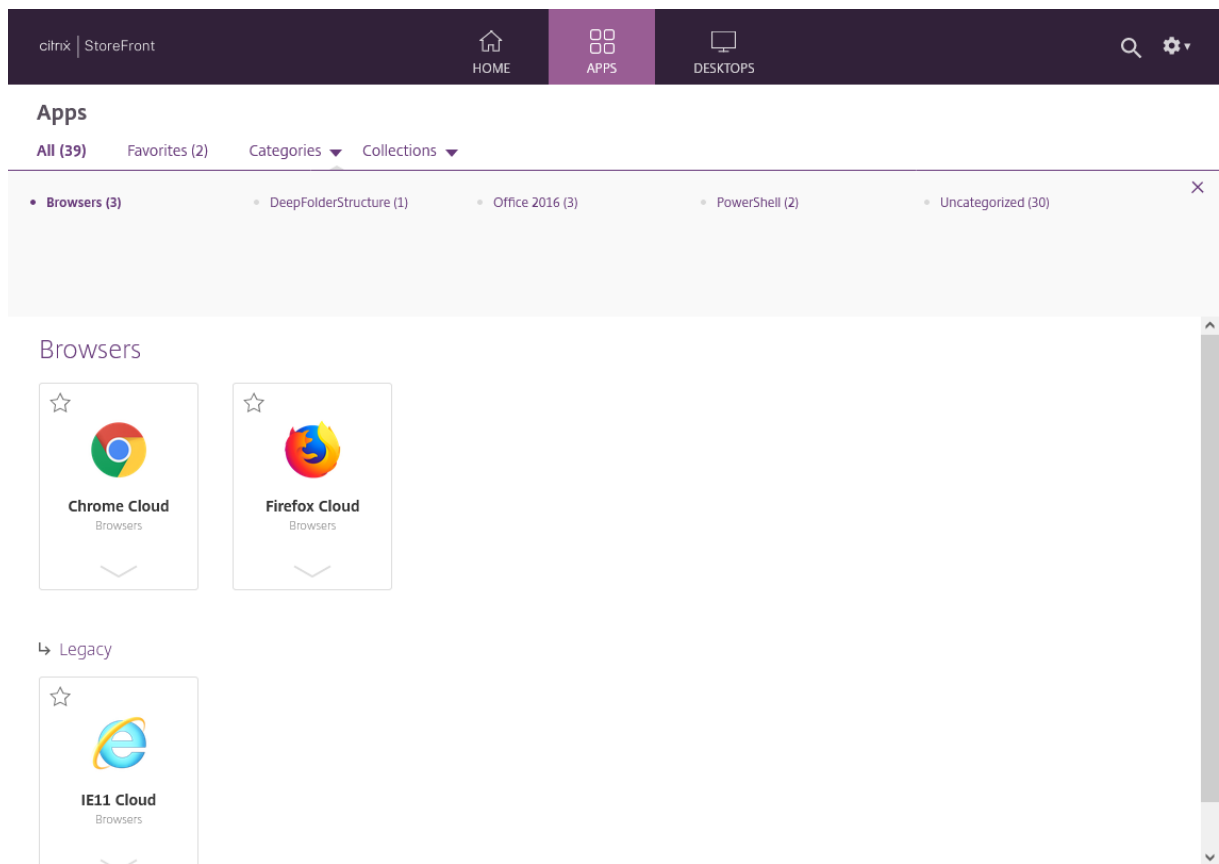 citrix | StoreFront
HOME
APPS
DESKTOPS
Apps
All (39) Favorites (2) Categories Collections
Browsers (3) DeepFolderStructure (1) Office 2016 (3) PowerShell (2) Uncategorized (30)
Browsers
Chrome Cloud
Browsers
Firefox Cloud
Browsers
Legacy
IE11 Cloud
Browsers